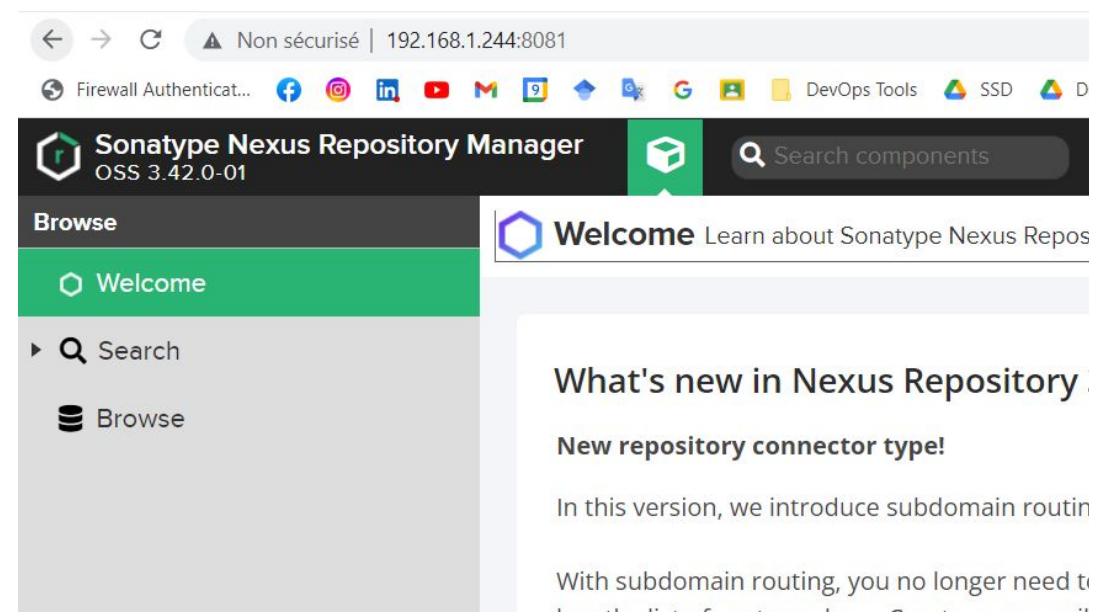 Non sécurisé | 192.168.1.244:8081
Firewall Authenticat... 9 G DevOps Tools SSD D
Sonatype Nexus Repository Manager
OSS 3.42.0-01
Search components
Browse
Welcome Learn about Sonatype Nexus Repos
Welcome
Search
Browse
What's new in Nexus Repository
New repository connector type!
In this version, we introduce subdomain routin
With subdomain routing, you no longer need t